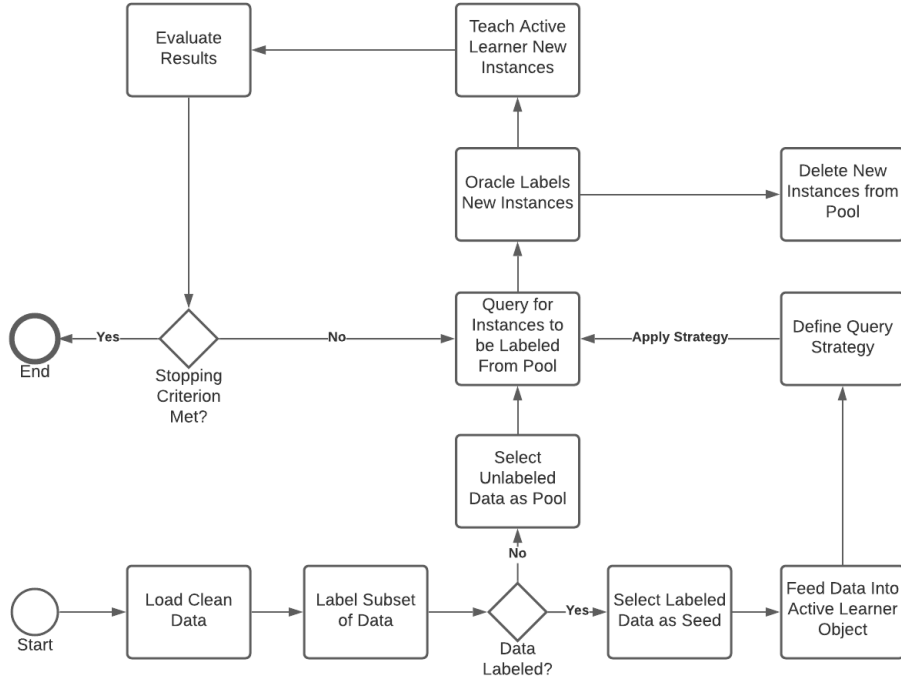 Evaluate
Results
Teach Active
Learner New
Instances
Oracle Labels
New Instances
Delete New
Instances from
Pool
Yes
End
Stopping
Criterion
Met?
No
Query for
Instances to
be Labeled
From Pool
Apply Strategy
Define Query
Strategy
Select
Unlabeled
Data as Pool
No
Start
Load Clean
Data
Label Subset
of Data
Data
Labeled?
Yes
Select Labeled
Data as Seed
Feed Data Into
Active Learner
Object